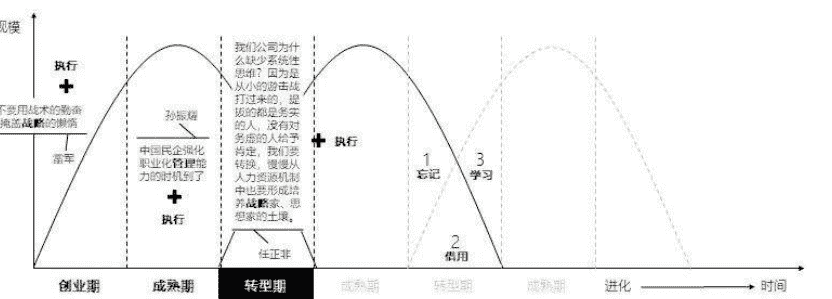 规模
执行
+
不要用战术的勤奋
掩盖战略的懒惰
雷军
孙振耀
中国民企强化
职业化管理能
力的时机到了
+
执行
我们公司为什
么缺少系统性
思维？因为是
从小的游击战
打过来的，提
拔的都是务实
的人，没有对
务虚的人给予
肯定，我们要
转换，慢慢从
人力资源机制
中也要形成培
养战略家、思
想家的土壤。
任正非
+ 执行
1
忘记
3
学习
2
借用
创业期 成熟期 转型期 成熟期 转型期 成熟期 进化 时间